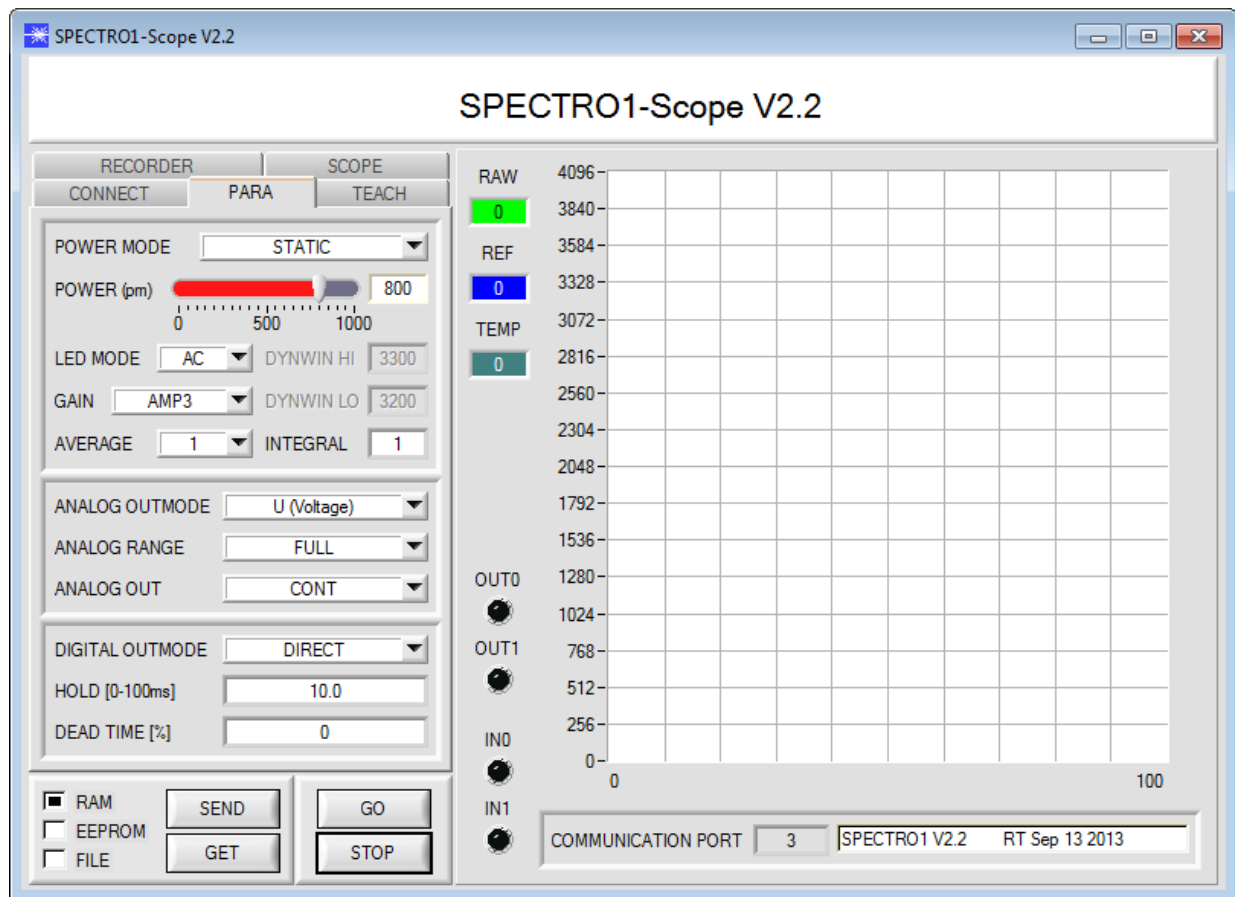 SPECTRO1-Scope V2.2
SPECTRO1-Scope V2.2
RECORDER SCOPE
CONNECT PARA TEACH
POWER MODE STATIC
POWER (pm) 800
0 500 1000
LED MODE AC DYNWIN HI 3300
GAIN AMP3 DYNWIN LO 3200
AVERAGE 1 INTEGRAL 1
ANALOG OUTMODE U (Voltage)
ANALOG RANGE FULL
ANALOG OUT CONT
DIGITAL OUTMODE DIRECT
HOLD [0-100ms] 10.0
DEAD TIME [%] 0
RAM
EEPROM
FILE
SEND
GET
GO
STOP
RAW
0
REF
0
TEMP
0
OUT0
OUT1
IN0
IN1
4096
3840
3584
3328
3072
2816
2560
2304
2048
1792
1536
1280
1024
768
512
256
0
0 100
COMMUNICATION PORT 3 SPECTRO1 V2.2 RT Sep 13 2013